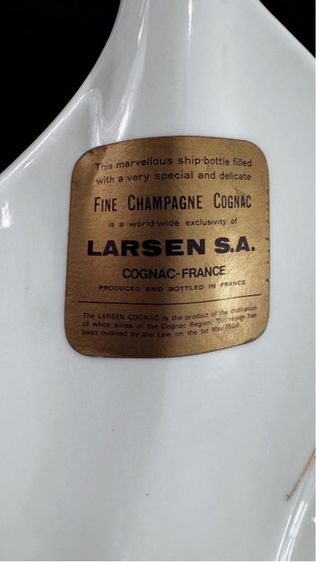 This marvellous ship-bottle filled
with a very special and delicate
FINE CHAMPAGNE COGNAC
is a world-wide exclusivity of
LARSEN S.A.
COGNAC-FRANCE
PRODUCED AND BOTTLED IN FRANCE
The LARSEN COGNAC is the product of the distillation
of white wines of the Cognac Region. This region has
been outlined by the Law on the 1st May 1909.